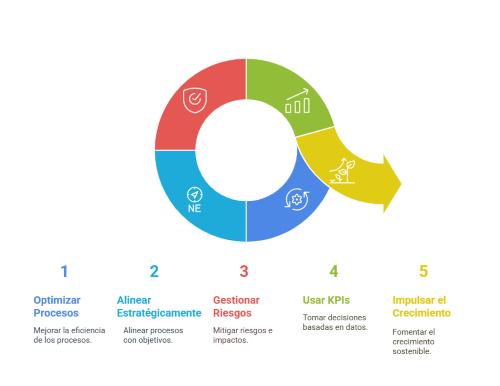 NE
1
2
3
4
5
Optimizar
Procesos
Mejorar la eficiencia
de los procesos.
Alinear
Estratégicamente
Alinear procesos
con objetivos.
Gestionar
Riesgos
Mitigar riesgos e
impactos.
Usar KPIs
Tomar decisiones
basadas en datos.
Impulsar el
Crecimiento
Fomentar el
crecimiento
sostenible.